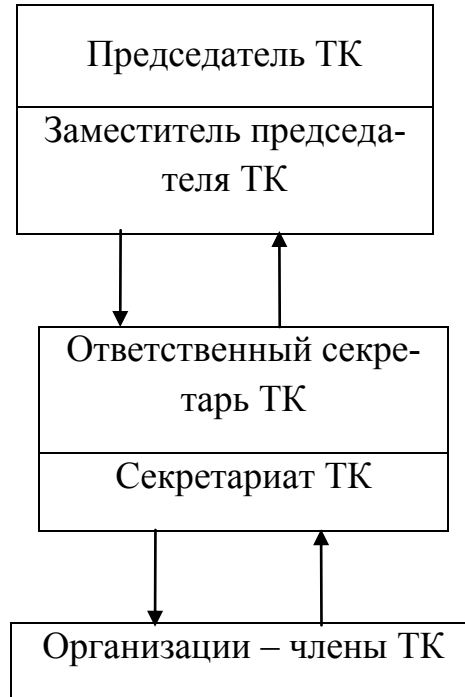 Председатель ТК
Заместитель председа-
теля ТК
Ответственный секре-
тарь ТК
Секретариат ТК
Организации – члены ТК